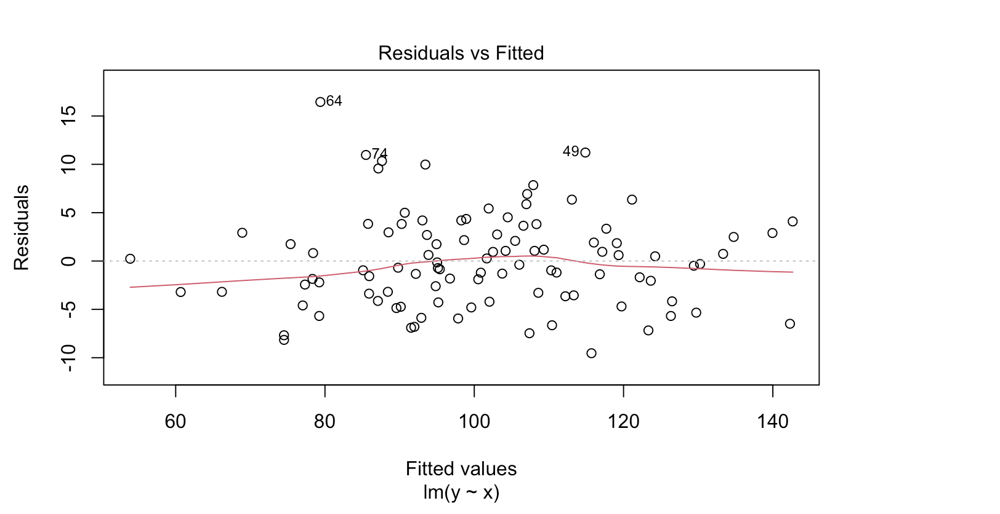 Residuals vs Fitted
Residuals
15
10
5
0
-5
-10
64
74
49
60 80 100 120 140
Fitted values
lm(y ~ x)